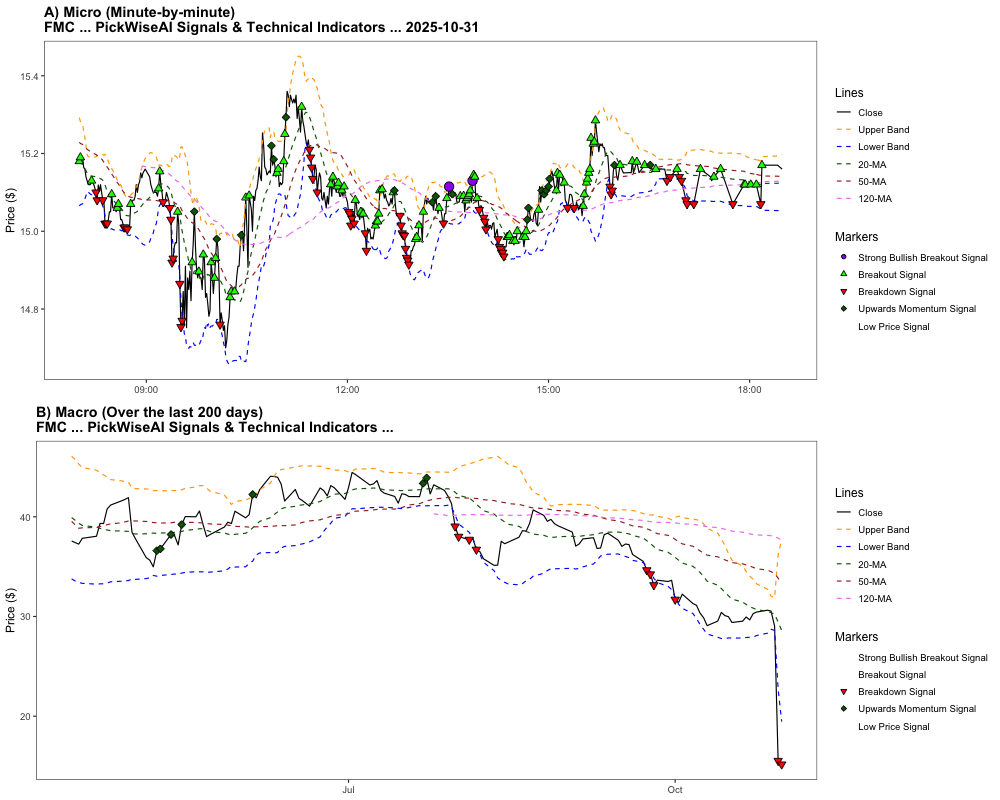 A) Micro (Minute-by-minute)
FMC ... PickWiseAI Signals & Technical Indicators ... 2025-10-31
15.4
15.2
15.0
14.8
Price ($)
09:00
12:00
15:00
18:00
Lines
Close
Upper Band
Lower Band
20-MA
50-MA
120-MA
Markers
Strong Bullish Breakout Signal
Breakout Signal
Breakdown Signal
Upwards Momentum Signal
Low Price Signal
B) Macro (Over the last 200 days)
FMC ... PickWiseAI Signals & Technical Indicators ...
40
30
20
Price ($)
Jul
Oct
Lines
Close
Upper Band
Lower Band
20-MA
50-MA
120-MA
Markers
Strong Bullish Breakout Signal
Breakout Signal
Breakdown Signal
Upwards Momentum Signal
Low Price Signal